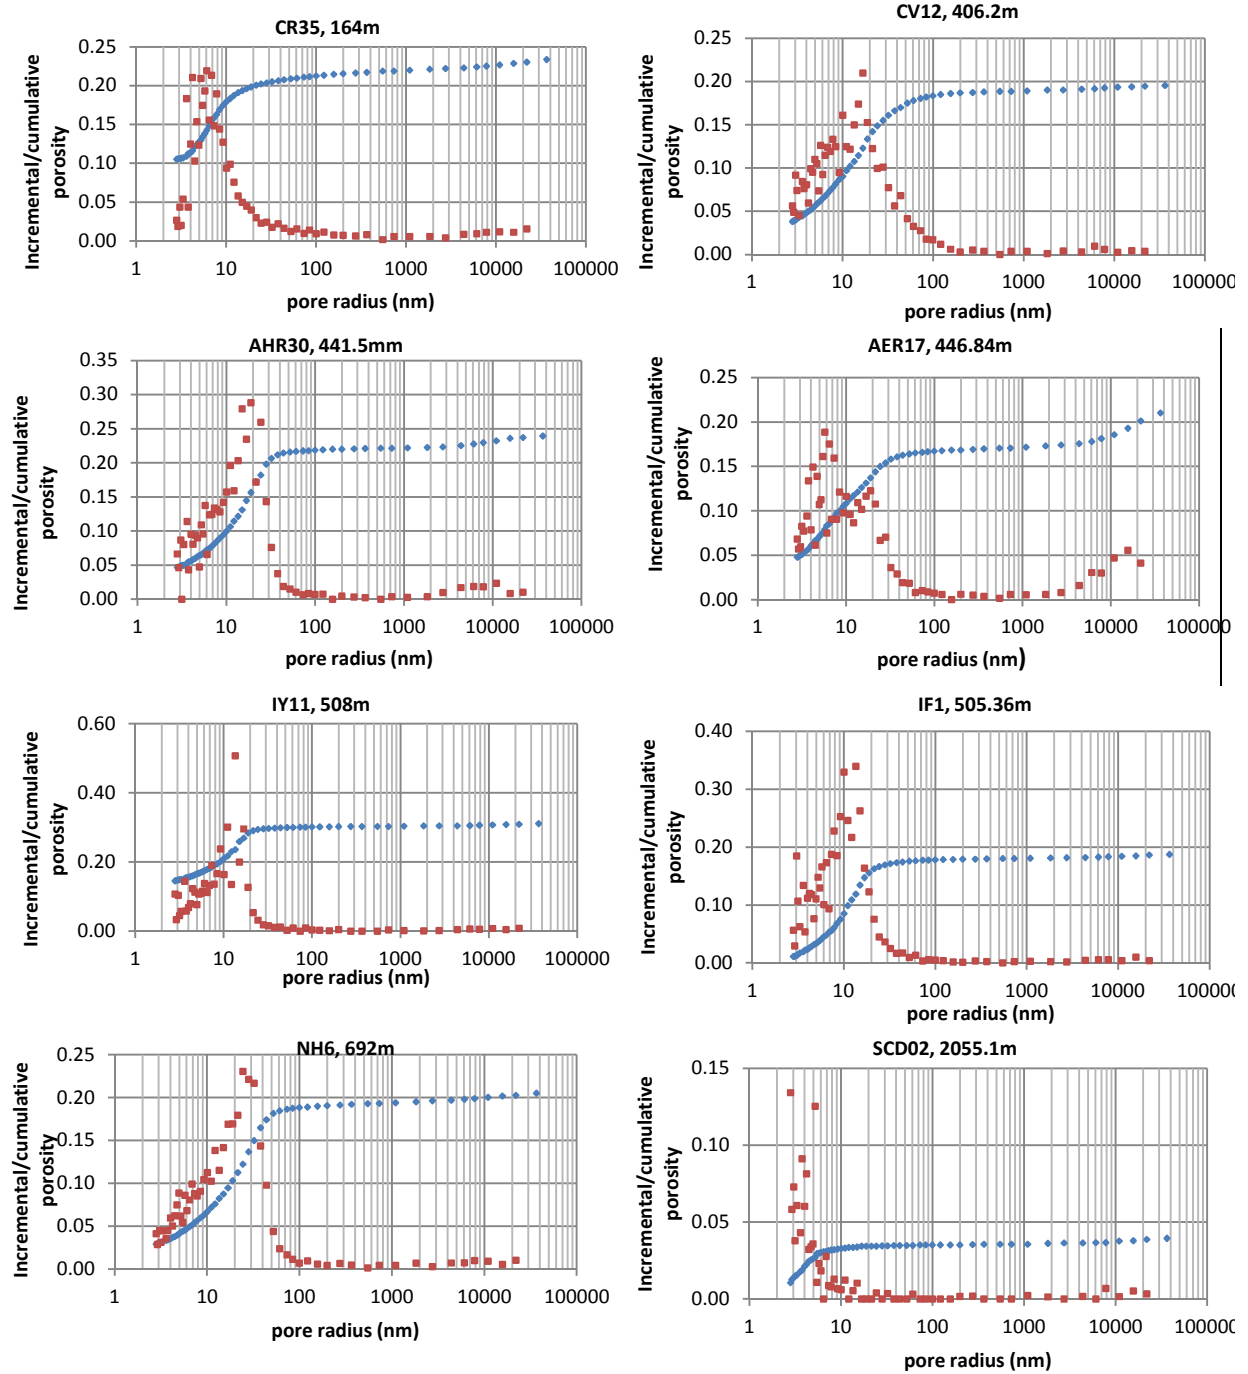 CR35, 164m
Incremental/cumulative
porosity
0.25
0.20
0.15
0.10
0.05
0.00
1 10 100 1000 10000 100000
pore radius (nm)
CV12, 406.2m
Incremental/cumulative
porosity
0.25
0.20
0.15
0.10
0.05
0.00
1 10 100 1000 10000 100000
pore radius (nm)
AHR30, 441.5mm
Incremental/cumulative
porosity
0.35
0.30
0.25
0.20
0.15
0.10
0.05
0.00
1 10 100 1000 10000 100000
pore radius (nm)
AER17, 446.84m
Incremental/cumulative
porosity
0.25
0.20
0.15
0.10
0.05
0.00
1 10 100 1000 10000 100000
pore radius (nm)
IY11, 508m
Incremental/cumulative
porosity
0.60
0.40
0.20
0.00
1 10 100 1000 10000 100000
pore radius (nm)
IF1, 505.36m
Incremental/cumulative
porosity
0.40
0.30
0.20
0.10
0.00
1 10 100 1000 10000 100000
pore radius (nm)
NH6, 692m
Incremental/cumulative
porosity
0.25
0.20
0.15
0.10
0.05
0.00
1 10 100 1000 10000 100000
pore radius (nm)
SCD02, 2055.1m
Incremental/cumulative
porosity
0.15
0.10
0.05
0.00
1 10 100 1000 10000 100000
pore radius (nm)